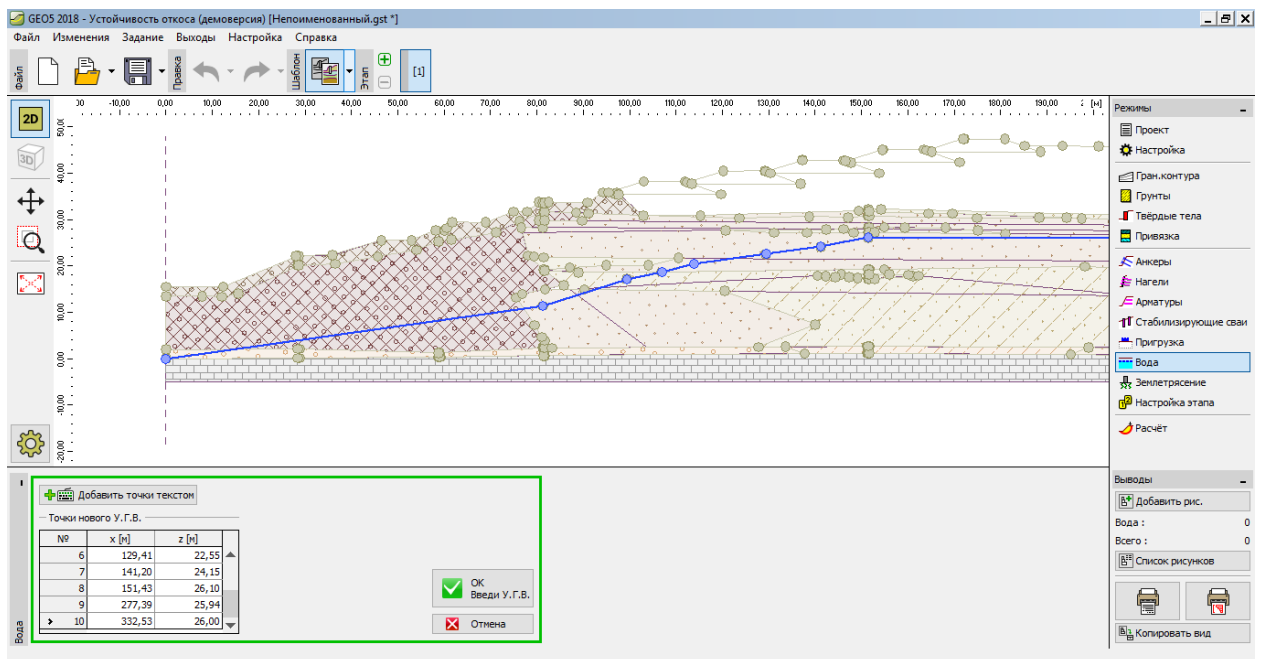 GEO5 2018 - Устойчивость откоса (демоверсия) [Непоименованный.gst *]
Файл Изменения Задание Выходы Настройка Справка
Файл Правка Шаблон Этап [1]
2D
3D
30 -10,00 0,00 10,00 20,00 30,00 40,00 50,00 60,00 70,00 80,00 90,00 100,00 110,00 120,00 130,00 140,00 150,00 160,00 170,00 180,00 190,00 [м]
50,00
40,00
30,00
20,00
10,00
0,00
-10,00
-20,00
Режимы
Проект
Настройка
Гран.контура
Грунты
Твёрдые тела
Привязка
Анкеры
Нагели
Арматуры
Стабилизирующие сваи
Пригрузка
Вода
Землетрясение
Настройка этапа
Расчёт
Вода
Добавить точки текстом
Точки нового У.Г.В.
№ x [м] z [м]
6 129,41 22,55
7 141,20 24,15
8 151,43 26,10
9 277,39 25,94
10 332,53 26,00
OK
Введи У.Г.В.
Отмена
Выводы
Добавить рис.
Вода : 0
Всего : 0
Список рисунков
Копировать вид